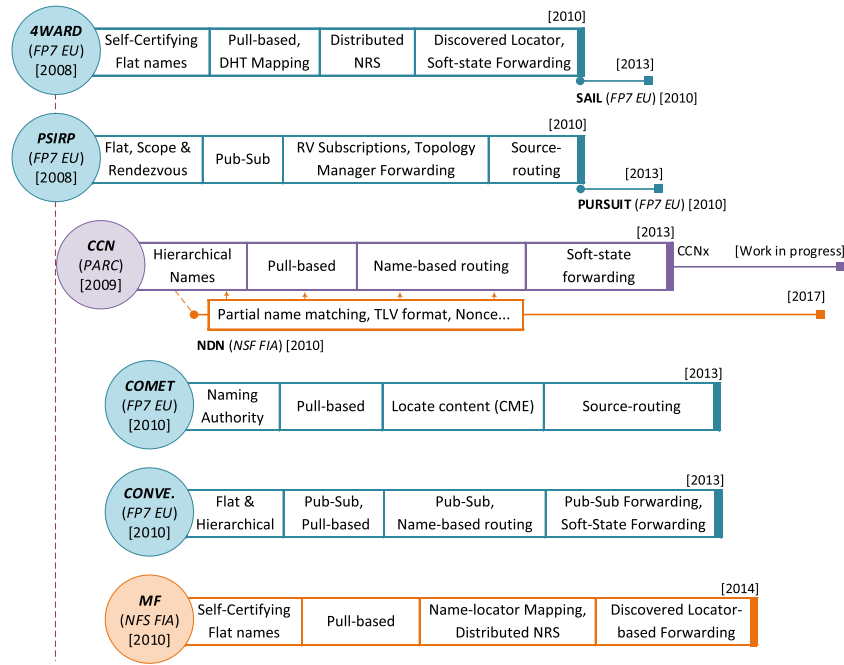 4WARD
(FP7 EU)
[2008]
Self-Certifying
Flat names
Pull-based,
DHT Mapping
Distributed
NRS
Discovered Locator,
Soft-state Forwarding
[2010]
[2013]
SAIL (FP7 EU) [2010]
PSIRP
(FP7 EU)
[2008]
Flat, Scope &
Rendezvous
Pub-Sub
RV Subscriptions, Topology
Manager Forwarding
Source-
routing
[2010]
[2013]
PURSUIT (FP7 EU) [2010]
CCN
(PARC)
[2009]
Hierarchical
Names
Pull-based
Name-based routing
Soft-state
forwarding
[2013]
CCNx
[Work in progress]
Partial name matching, TLV format, Nonce...
[2017]
NDN (NSF FIA) [2010]
COMET
(FP7 EU)
[2010]
Naming
Authority
Pull-based
Locate content (CME)
Source-routing
[2013]
CONVE.
(FP7 EU)
[2010]
Flat &
Hierarchical
Pub-Sub,
Pull-based
Pub-Sub,
Name-based routing
Pub-Sub Forwarding,
Soft-State Forwarding
[2013]
MF
(NFS FIA)
[2010]
Self-Certifying
Flat names
Pull-based
Name-locator Mapping,
Distributed NRS
Discovered Locator-
based Forwarding
[2014]